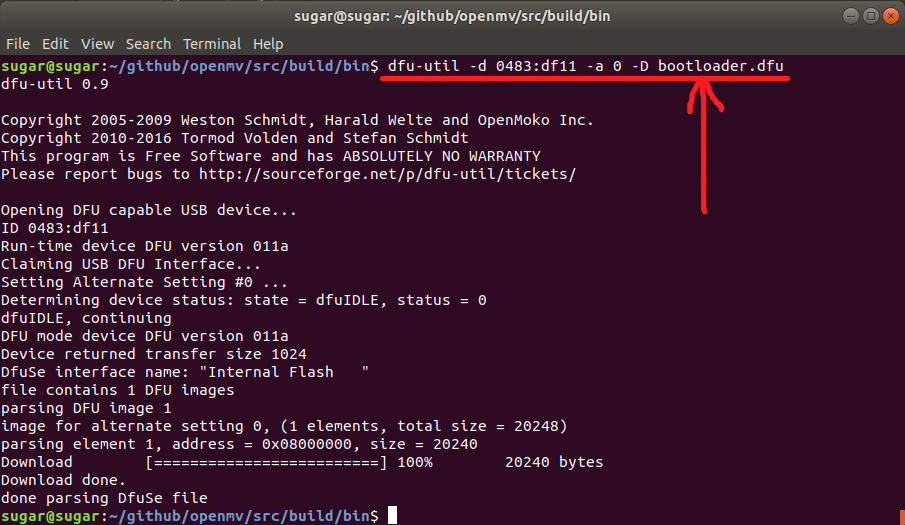 sugar@sugar: ~/github/openmv/src/build/bin
File Edit View Search Terminal Help
sugar@sugar:~/github/openmv/src/build/bin$ dfu-util -d 0483:df11 -a 0 -D bootloader.dfu
dfu-util 0.9
Copyright 2005-2009 Weston Schmidt, Harald Welte and OpenMoko Inc.
Copyright 2010-2016 Tormod Volden and Stefan Schmidt
This program is Free Software and has ABSOLUTELY NO WARRANTY
Please report bugs to http://sourceforge.net/p/dfu-util/tickets/
Opening DFU capable USB device...
ID 0483:df11
Run-time device DFU version 011a
Claiming USB DFU Interface...
Setting Alternate Setting #0 ...
Determining device status: state = dfuIDLE, status = 0
dfuIDLE, continuing
DFU mode device DFU version 011a
Device returned transfer size 1024
DfuSe interface name: "Internal Flash   "
file contains 1 DFU images
parsing DFU image 1
image for alternate setting 0, (1 elements, total size = 20248)
parsing element 1, address = 0x08000000, size = 20240
Download        [=========================] 100%        20240 bytes
Download done.
done parsing DfuSe file
sugar@sugar:~/github/openmv/src/build/bin$